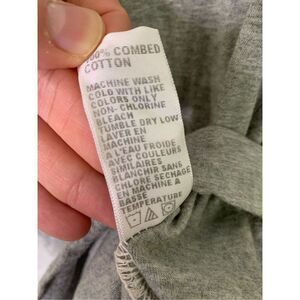 100% COMBED
COTTON
MACHINE WASH
COLD WITH LIKE
COLORS ONLY
NON-CHLORINE
BLEACH
TUMBLE DRY LOW
LAVER EN
MACHINE
A L'EAU FROIDE
AVEC COULEURS
SIMILAIRES
BLANCHIR SANS
CHLORE SECHAGE
EN MACHINE A
BASSE
TEMPERATURE